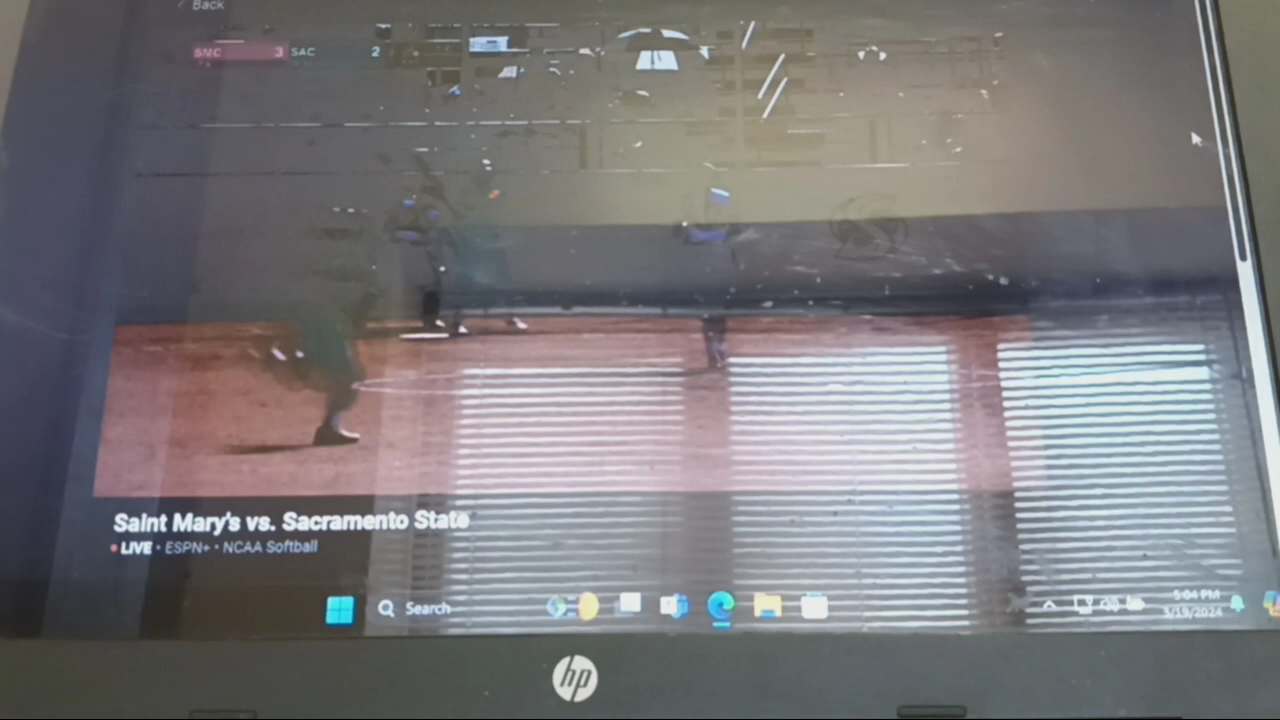 Back
SMC 3 SAC 2
Saint Mary's vs. Sacramento State
LIVE • ESPN+ • NCAA Softball
Search
5:04 PM
3/19/2024
hp